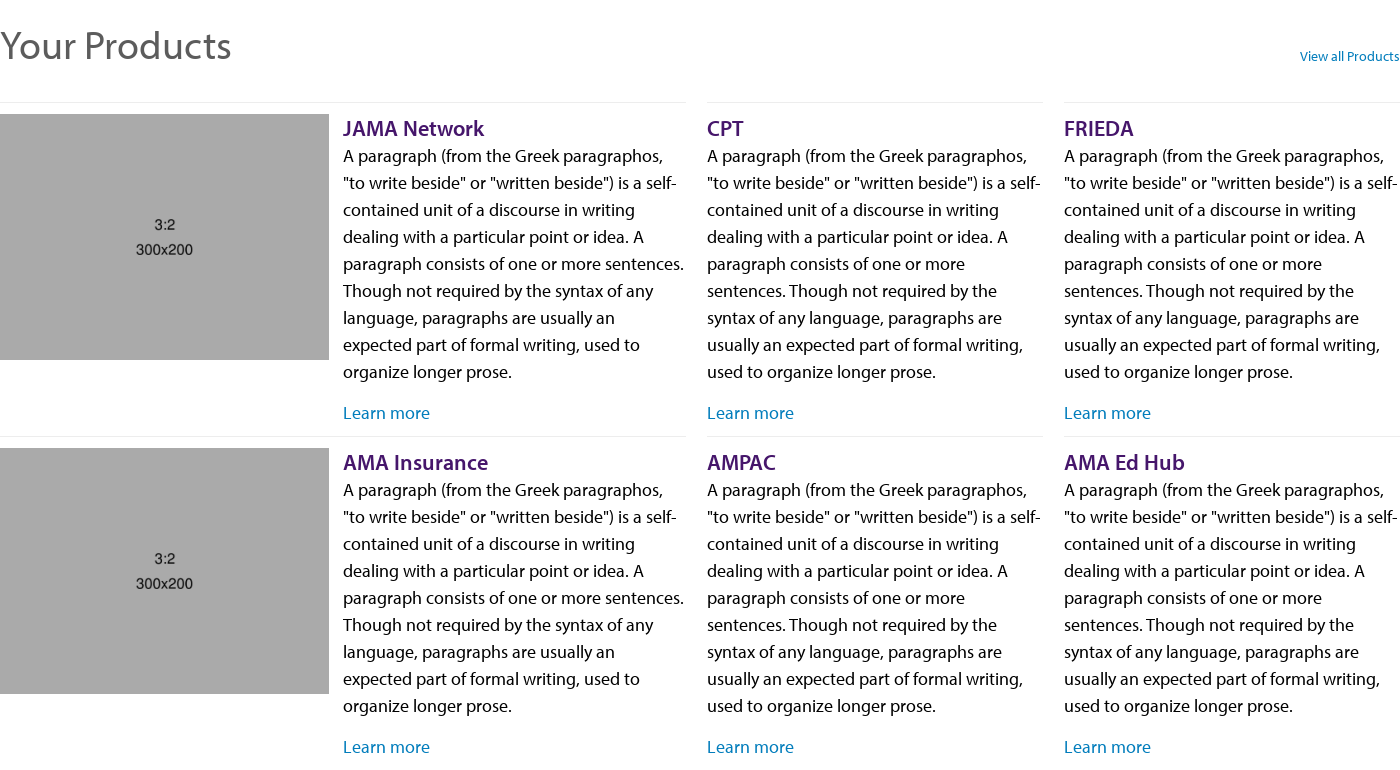 Your Products
View all Products
3:2
300x200
JAMA Network
A paragraph (from the Greek paragraphos,
"to write beside" or "written beside") is a self-
contained unit of a discourse in writing
dealing with a particular point or idea. A
paragraph consists of one or more sentences.
Though not required by the syntax of any
language, paragraphs are usually an
expected part of formal writing, used to
organize longer prose.
Learn more
CPT
A paragraph (from the Greek paragraphos,
"to write beside" or "written beside") is a self-
contained unit of a discourse in writing
dealing with a particular point or idea. A
paragraph consists of one or more
sentences. Though not required by the
syntax of any language, paragraphs are
usually an expected part of formal writing,
used to organize longer prose.
Learn more
FRIEDA
A paragraph (from the Greek paragraphos,
"to write beside" or "written beside") is a self-
contained unit of a discourse in writing
dealing with a particular point or idea. A
paragraph consists of one or more
sentences. Though not required by the
syntax of any language, paragraphs are
usually an expected part of formal writing,
used to organize longer prose.
Learn more
3:2
300x200
AMA Insurance
A paragraph (from the Greek paragraphos,
"to write beside" or "written beside") is a self-
contained unit of a discourse in writing
dealing with a particular point or idea. A
paragraph consists of one or more sentences.
Though not required by the syntax of any
language, paragraphs are usually an
expected part of formal writing, used to
organize longer prose.
Learn more
AMPAC
A paragraph (from the Greek paragraphos,
"to write beside" or "written beside") is a self-
contained unit of a discourse in writing
dealing with a particular point or idea. A
paragraph consists of one or more
sentences. Though not required by the
syntax of any language, paragraphs are
usually an expected part of formal writing,
used to organize longer prose.
Learn more
AMA Ed Hub
A paragraph (from the Greek paragraphos,
"to write beside" or "written beside") is a self-
contained unit of a discourse in writing
dealing with a particular point or idea. A
paragraph consists of one or more
sentences. Though not required by the
syntax of any language, paragraphs are
usually an expected part of formal writing,
used to organize longer prose.
Learn more